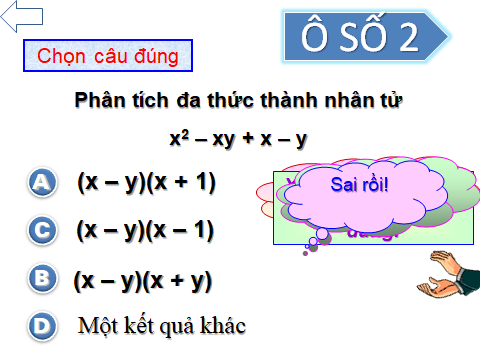 Ô SỐ 2
Chọn câu đúng
Phân tích đa thức thành nhân tử
x² – xy + x – y
A (x – y)(x + 1)
Sai rồi!
C (x – y)(x – 1)
B (x – y)(x + y)
D Một kết quả khác